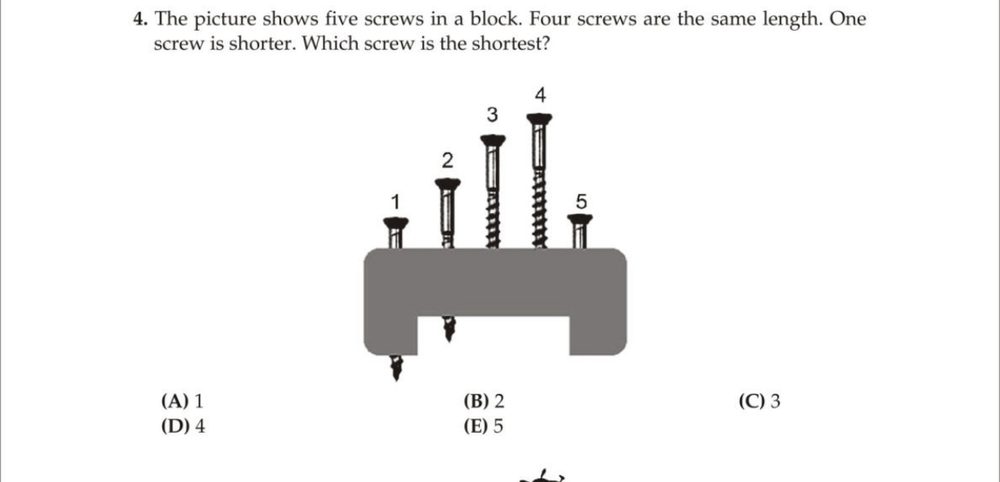 4. The picture shows five screws in a block. Four screws are the same length. One
screw is shorter. Which screw is the shortest?
4
3
2
1
5
(A) 1
(B) 2
(C) 3
(D) 4
(E) 5